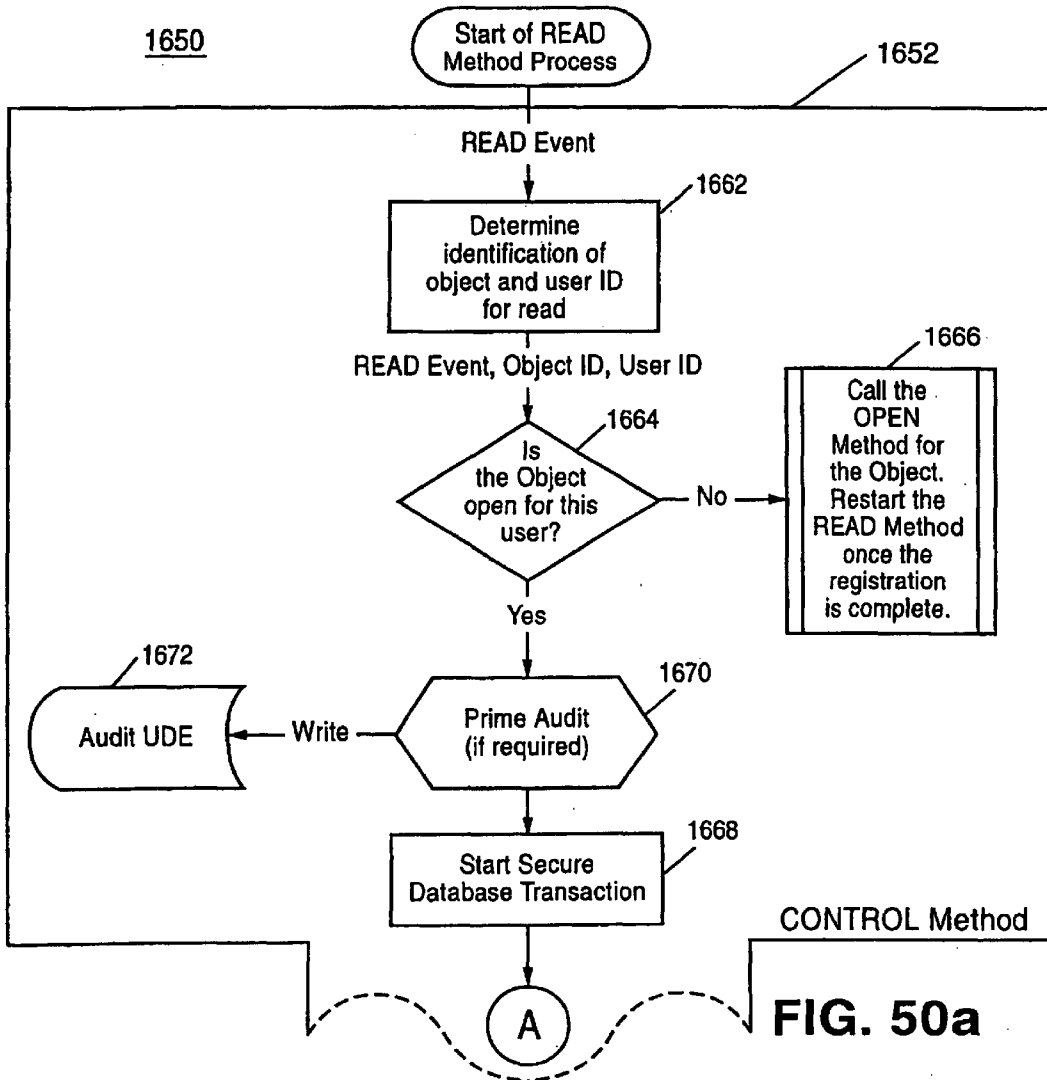 1650
Start of READ
Method Process
1652
READ Event
1662
Determine
identification of
object and user ID
for read
READ Event, Object ID, User ID
1664
Is
the Object
open for this
user?
No
1666
Call the
OPEN
Method for
the Object.
Restart the
READ Method
once the
registration
is complete.
Yes
1672
Audit UDE
Write
1670
Prime Audit
(if required)
1668
Start Secure
Database Transaction
CONTROL Method
A
FIG. 50a